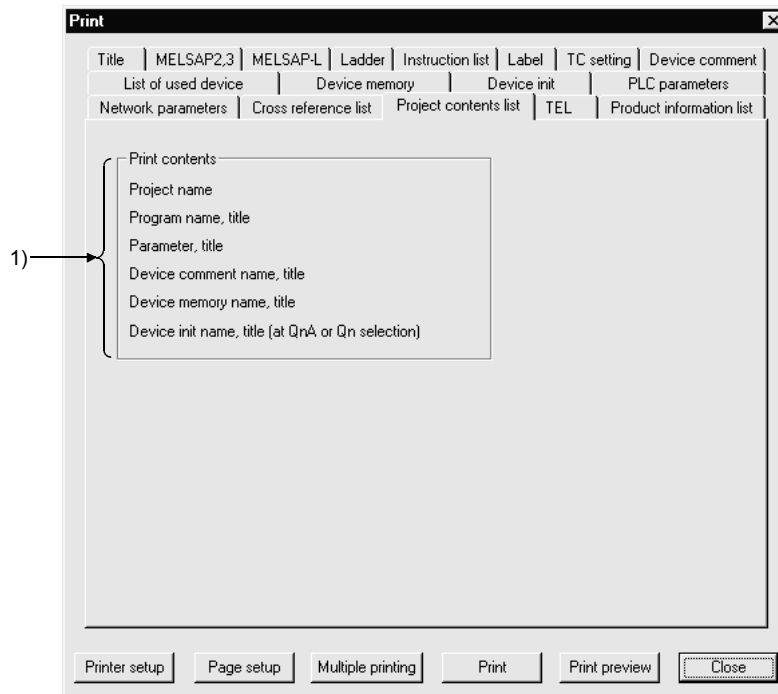 Print
Title MELSAP2,3 MELSAP-L Ladder Instruction list Label TC setting Device comment
List of used device Device memory Device init PLC parameters
Network parameters Cross reference list Project contents list TEL Product information list
Print contents
Project name
Program name, title
Parameter, title
1)
Device comment name, title
Device memory name, title
Device init name, title (at QnA or Qn selection)
Printer setup Page setup Multiple printing Print Print preview Close